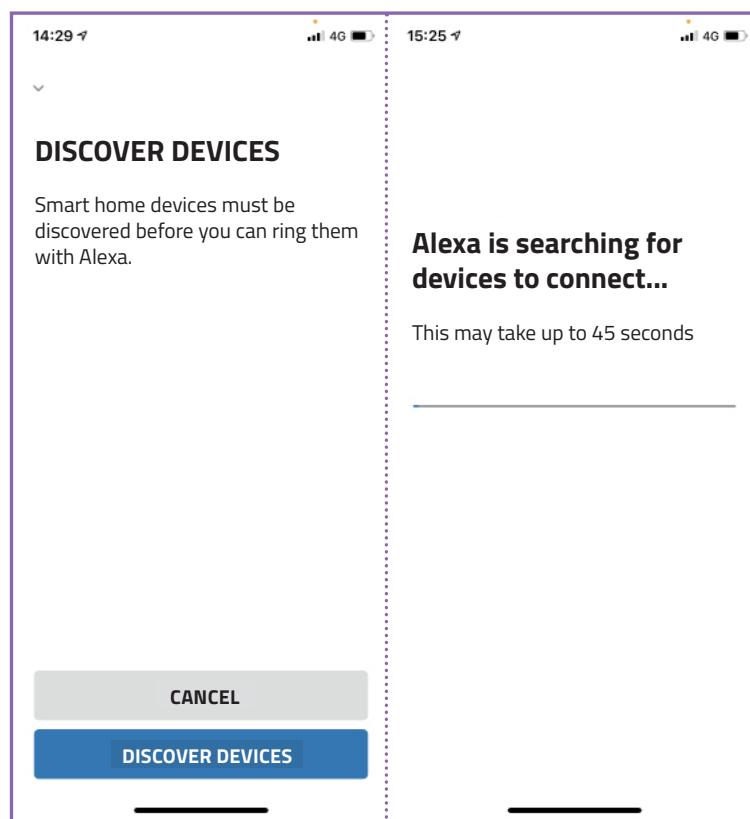 14:29
4G
DISCOVER DEVICES
Smart home devices must be
discovered before you can ring them
with Alexa.
CANCEL
DISCOVER DEVICES
15:25
4G
Alexa is searching for
devices to connect...
This may take up to 45 seconds